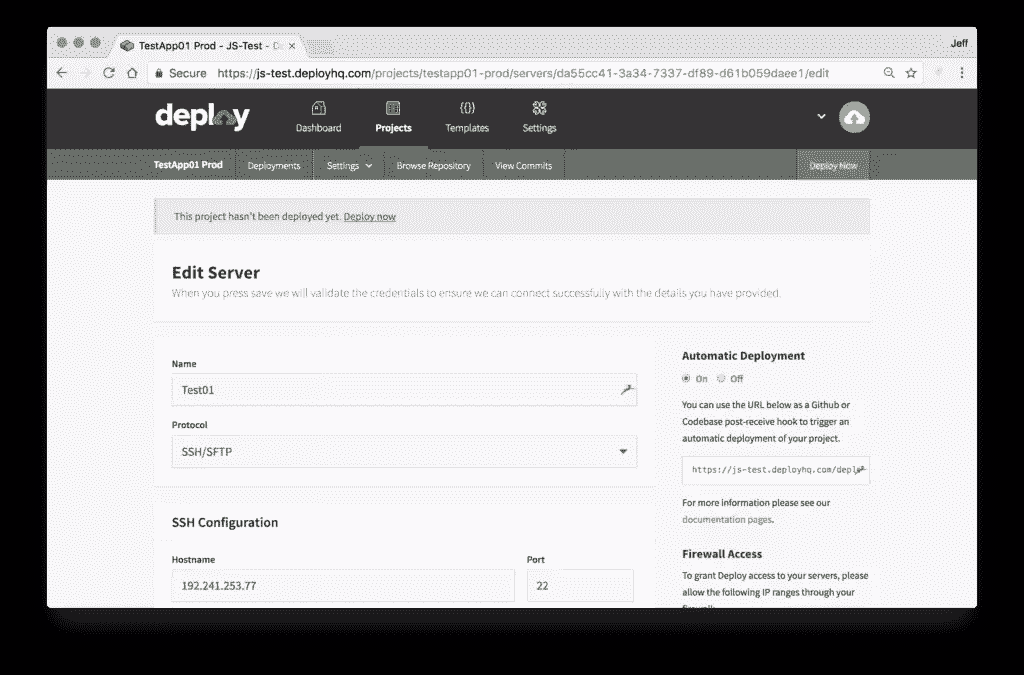 TestApp01 Prod - JS-Test - D
Jeff
Secure https://js-test.deployhq.com/projects/testapp01-prod/servers/da55cc41-3a34-7337-df89-d61b059daee1/edit
deploy
Dashboard Projects Templates Settings
TestApp01 Prod Deployments Settings Browse Repository View Commits Deploy Now
This project hasn't been deployed yet. Deploy now
Edit Server
When you press save we will validate the credentials to ensure we can connect successfully with the details you have provided.
Name
Test01
Protocol
SSH/SFTP
SSH Configuration
Hostname Port
192.241.253.77 22
Automatic Deployment
On Off
You can use the URL below as a Github or
Codebase post-receive hook to trigger an
automatic deployment of your project.
https://js-test.deployhq.com/deplo
For more information please see our
documentation pages.
Firewall Access
To grant Deploy access to your servers, please
allow the following IP ranges through your